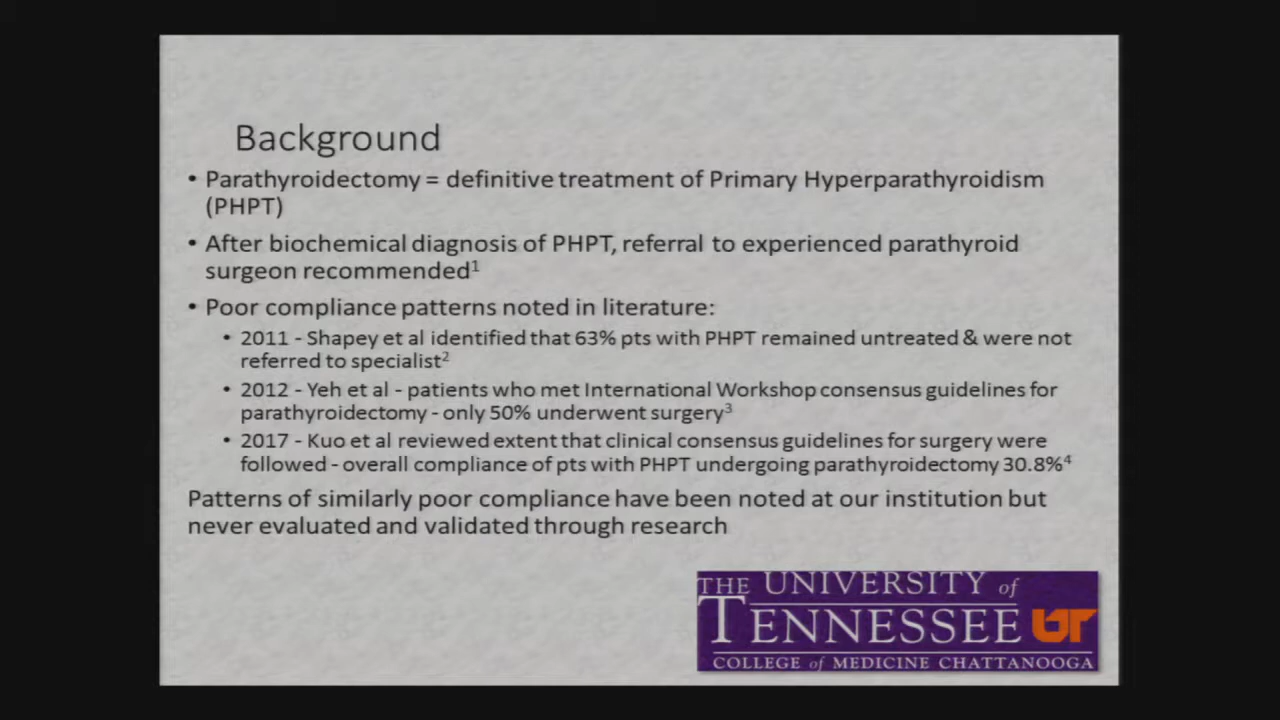 Background
• Parathyroidectomy = definitive treatment of Primary Hyperparathyroidism
(PHPT)
• After biochemical diagnosis of PHPT, referral to experienced parathyroid
surgeon recommended1
• Poor compliance patterns noted in literature:
• 2011 - Shapey et al identified that 63% pts with PHPT remained untreated & were not
referred to specialist2
• 2012 - Yeh et al - patients who met International Workshop consensus guidelines for
parathyroidectomy - only 50% underwent surgery3
• 2017 - Kuo et al reviewed extent that clinical consensus guidelines for surgery were
followed - overall compliance of pts with PHPT undergoing parathyroidectomy 30.8%4
Patterns of similarly poor compliance have been noted at our institution but
never evaluated and validated through research
THE UNIVERSITY of
TENNESSEE UT
COLLEGE of MEDICINE CHATTANOOGA